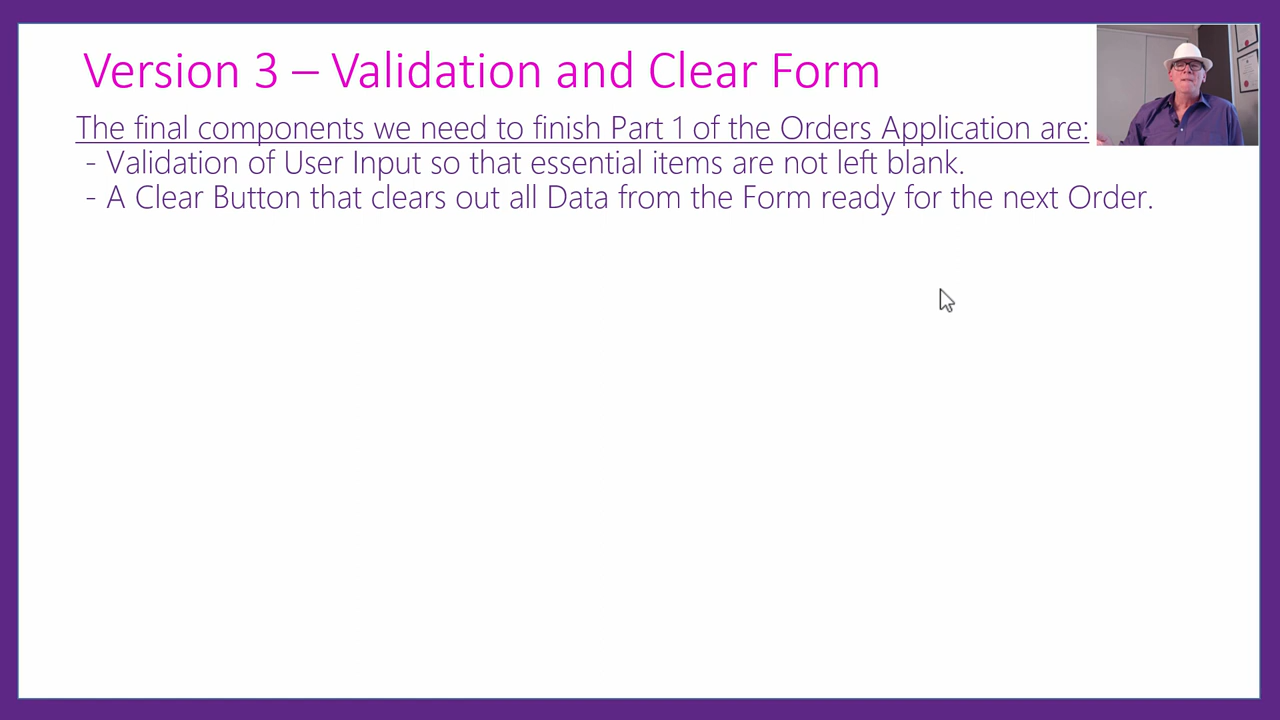 Version 3 – Validation and Clear Form
The final components we need to finish Part 1 of the Orders Application are:
- Validation of User Input so that essential items are not left blank.
- A Clear Button that clears out all Data from the Form ready for the next Order.